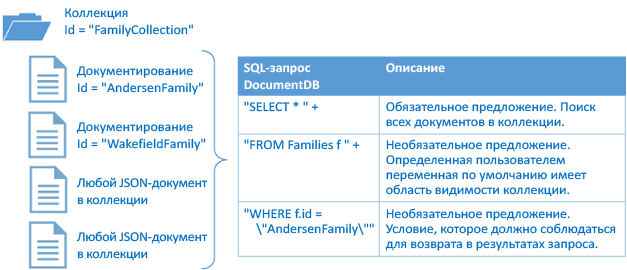 Коллекция
Id = "FamilyCollection"
Документирование
Id = "AndersenFamily"
Документирование
Id = "WakefieldFamily"
Любой JSON-документ
в коллекции
Любой JSON-документ
в коллекции
SQL-запрос
DocumentDB
Описание
"SELECT * " +
Обязательное предложение. Поиск
всех документов в коллекции.
"FROM Families f " +
Необязательное предложение.
Определенная пользователем
переменная по умолчанию имеет
область видимости коллекции.
"WHERE f.id =
\"AndersenFamily\""
Необязательное предложение.
Условие, которое должно соблюдаться
для возврата в результатах запроса.